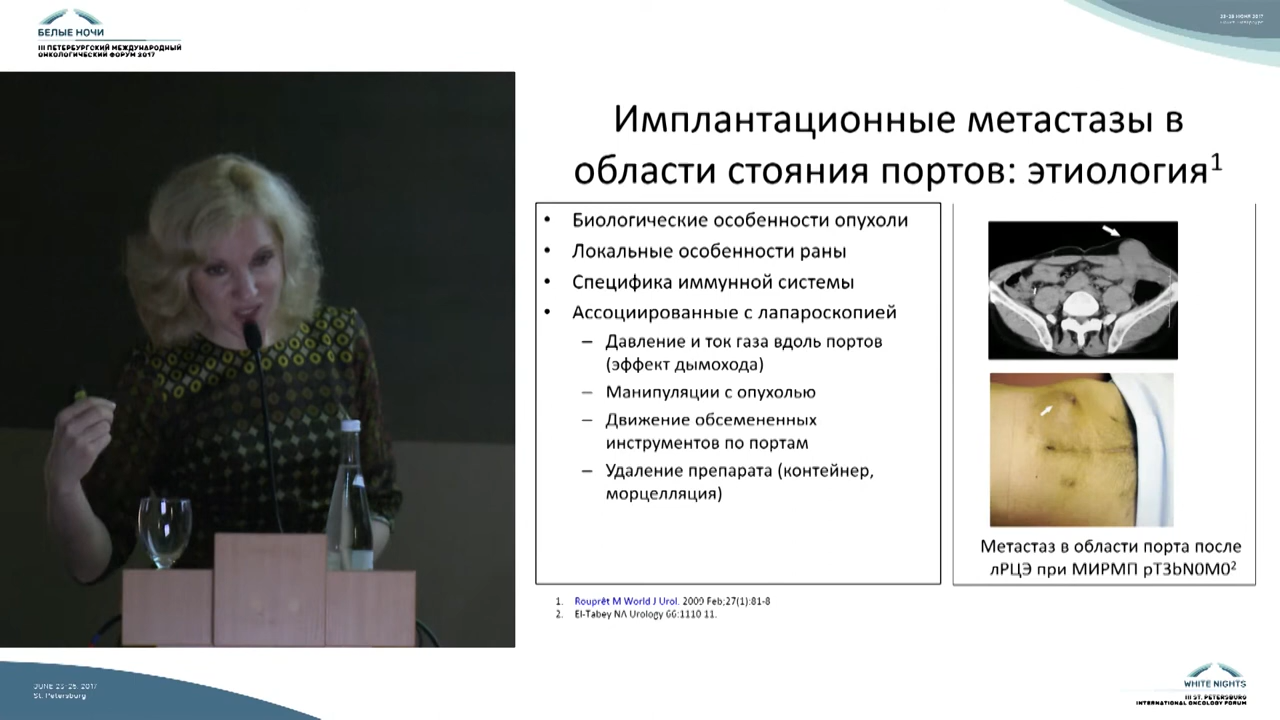 БЕЛЫЕ НОЧИ
III ПЕТЕРБУРГСКИЙ МЕЖДУНАРОДНЫЙ
ОНКОЛОГИЧЕСКИЙ ФОРУМ 2017
Имплантационные метастазы в
области стояния портов: этиология1
• Биологические особенности опухоли
• Локальные особенности раны
• Специфика иммунной системы
• Ассоциированные с лапароскопией
– Давление и ток газа вдоль портов
(эффект дымохода)
– Манипуляции с опухолью
– Движение обсемененных
инструментов по портам
– Удаление препарата (контейнер,
морцелляция)
Метастаз в области порта после
лРЦЭ при МИРМП pT3bN0M02
1. Rouprêt M World J Urol. 2009 Feb;27(1):81-8
2. El-Tabey NA Urology 66:1110 11.
St. Petersburg
WHITE NIGHTS
III ST. PETERSBURG
INTERNATIONAL ONCOLOGY FORUM